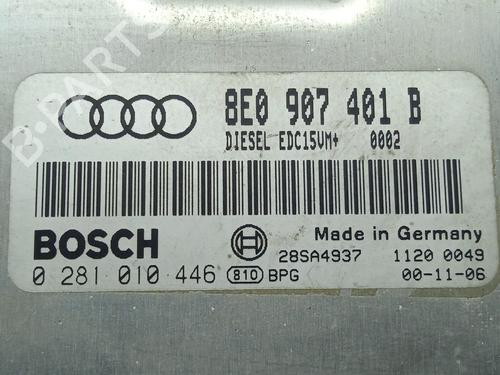 B-PARTS
8E0 907 401 B
DIESEL EDC15VM+ 0002
BOSCH
Made in Germany
0 281 010 446 810 BPG
28SA4937 1120 0049
00-11-06